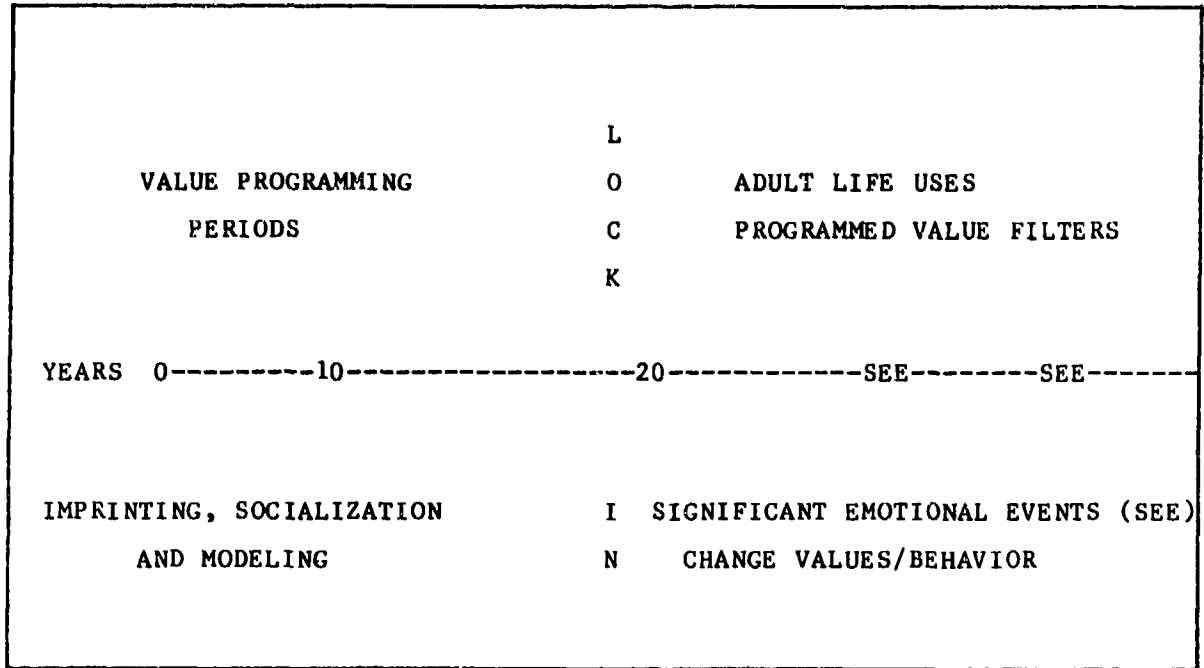 L
VALUE PROGRAMMING O ADULT LIFE USES
PERIODS C PROGRAMMED VALUE FILTERS
K
YEARS 0---------10------------------20------------SEE--------SEE-------
IMPRINTING, SOCIALIZATION I SIGNIFICANT EMOTIONAL EVENTS (SEE)
AND MODELING N CHANGE VALUES/BEHAVIOR